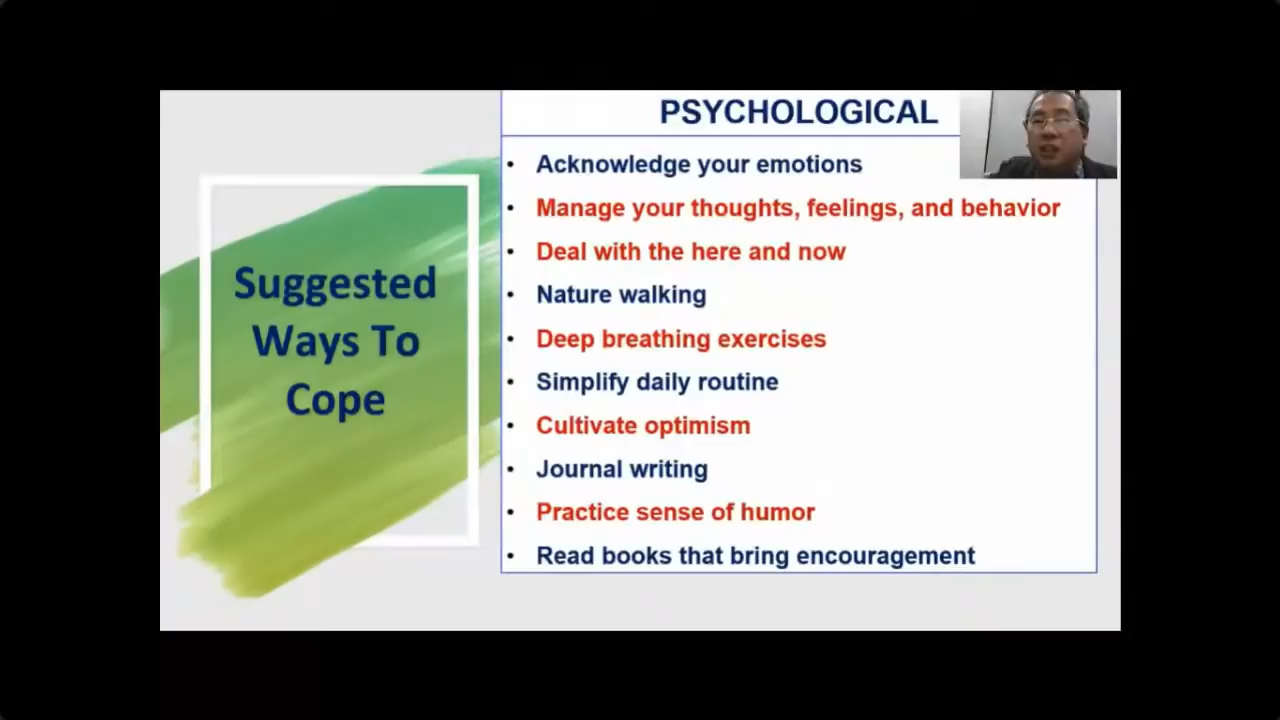 Suggested
Ways To
Cope
PSYCHOLOGICAL
• Acknowledge your emotions
• Manage your thoughts, feelings, and behavior
• Deal with the here and now
• Nature walking
• Deep breathing exercises
• Simplify daily routine
• Cultivate optimism
• Journal writing
• Practice sense of humor
• Read books that bring encouragement